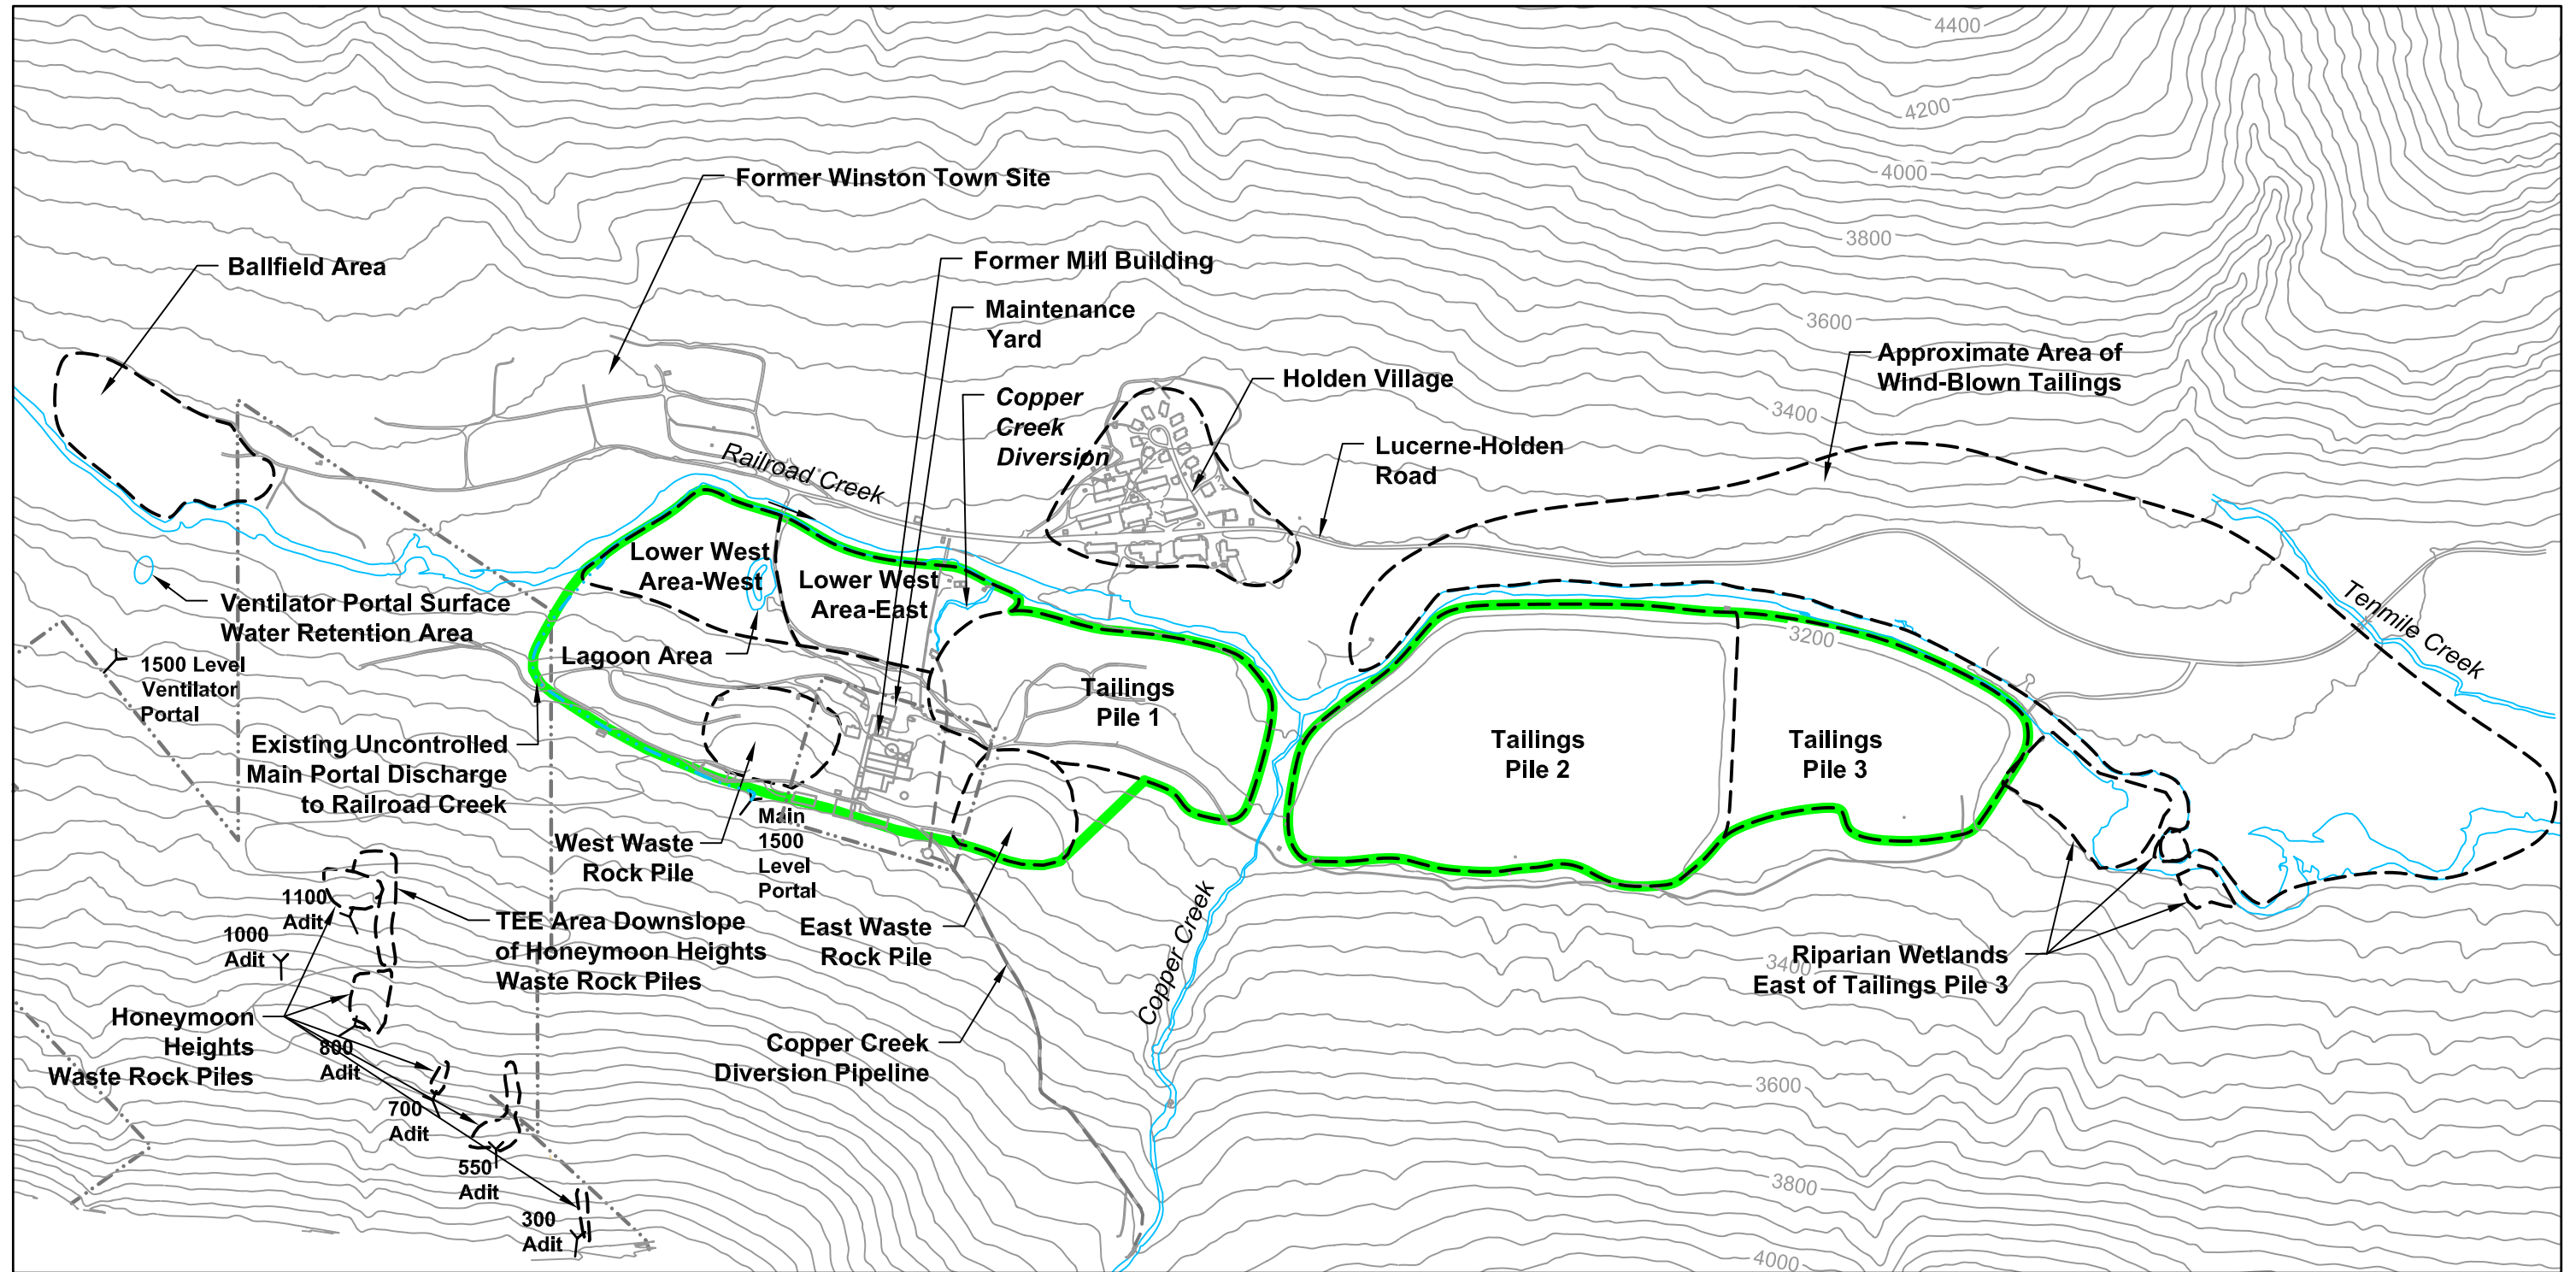 4400
4200
4000
3800
3600
3400
Former Winston Town Site
Ballfield Area
Former Mill Building
Maintenance
Yard
Copper
Creek
Diversion
Holden Village
Approximate Area of
Wind-Blown Tailings
Lucerne-Holden
Road
Railroad Creek
Lower West
Area-West
Lower West
Area-East
Ventilator Portal Surface
Water Retention Area
Lagoon Area
1500 Level
Ventilator
Portal
Tailings
Pile 1
3200
Tenmile Creek
Existing Uncontrolled
Main Portal Discharge
to Railroad Creek
Tailings
Pile 2
Tailings
Pile 3
West Waste
Rock Pile
Main
1500
Level
Portal
1100
Adit
1000
Adit
TEE Area Downslope
of Honeymoon Heights
Waste Rock Piles
East Waste
Rock Pile
Copper Creek
Riparian Wetlands
East of Tailings Pile 3
3400
Honeymoon
Heights
Waste Rock Piles
800
Adit
Copper Creek
Diversion Pipeline
3600
700
Adit
550
Adit
3800
300
Adit
4000